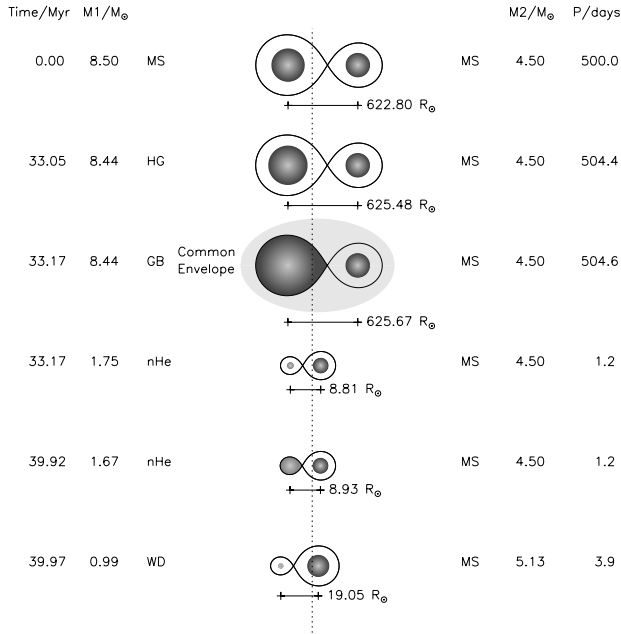 Time/Myr M1/M⊙ M2/M⊙ P/days
0.00 8.50 MS MS 4.50 500.0
622.80 R⊙
33.05 8.44 HG MS 4.50 504.4
625.48 R⊙
33.17 8.44 GB Common Envelope MS 4.50 504.6
625.67 R⊙
33.17 1.75 nHe MS 4.50 1.2
8.81 R⊙
39.92 1.67 nHe MS 4.50 1.2
8.93 R⊙
39.97 0.99 WD MS 5.13 3.9
19.05 R⊙